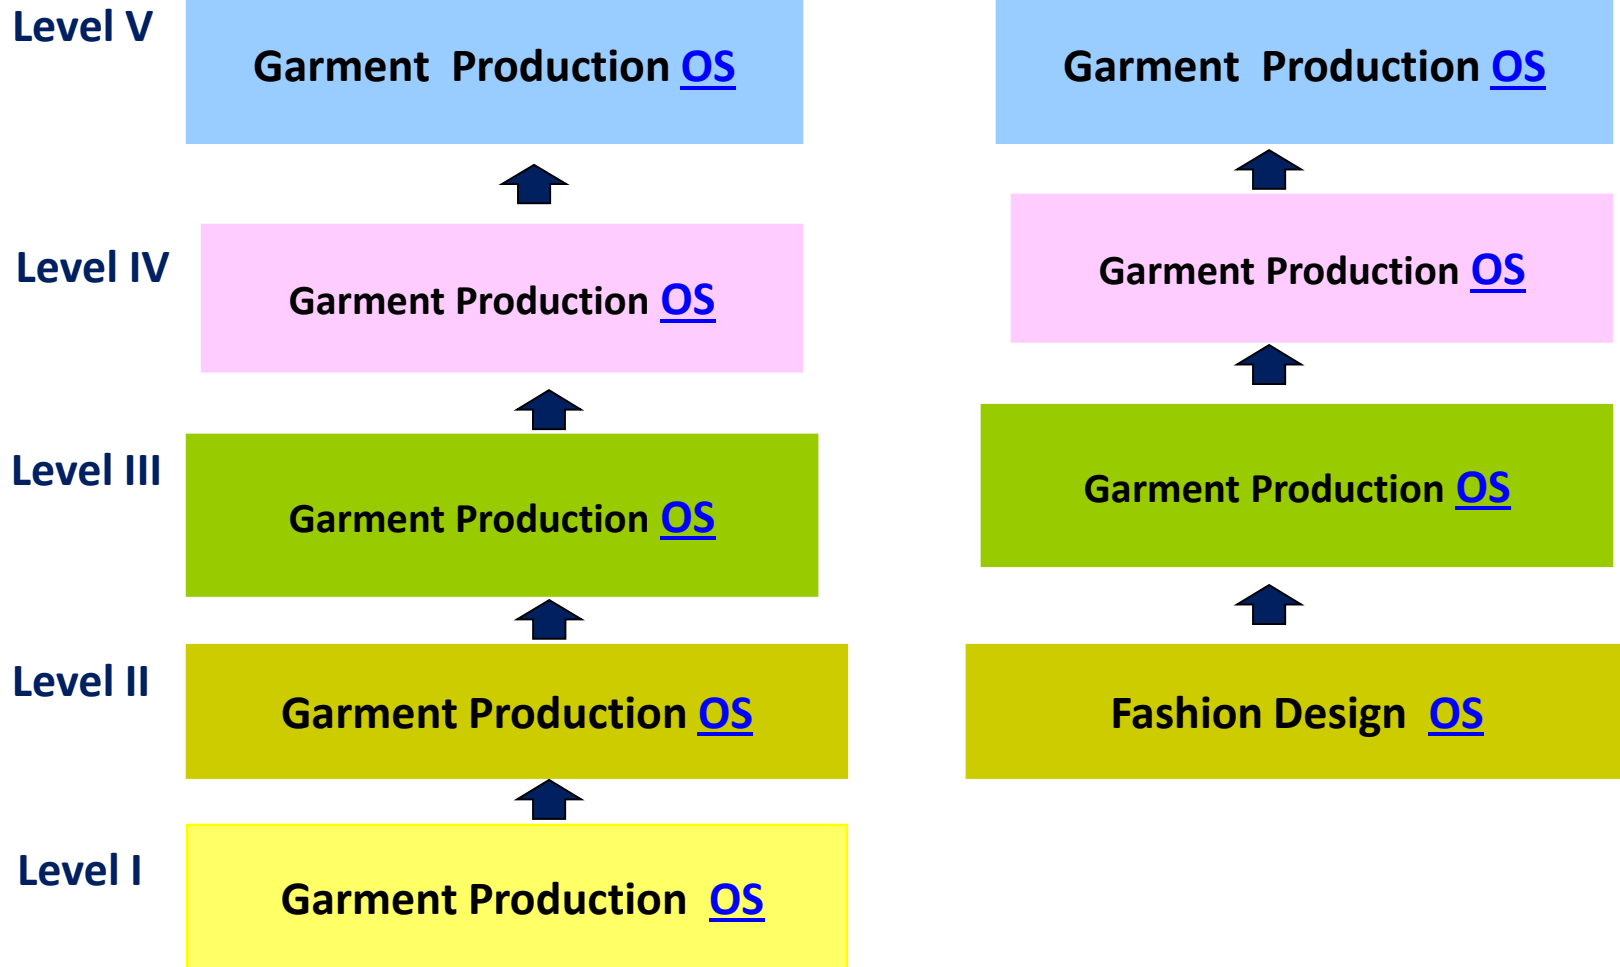 Level V
Garment Production OS
Garment Production OS
Level IV
Garment Production OS
Garment Production OS
Level III
Garment Production OS
Garment Production OS
Level II
Garment Production OS
Fashion Design OS
Level I
Garment Production OS